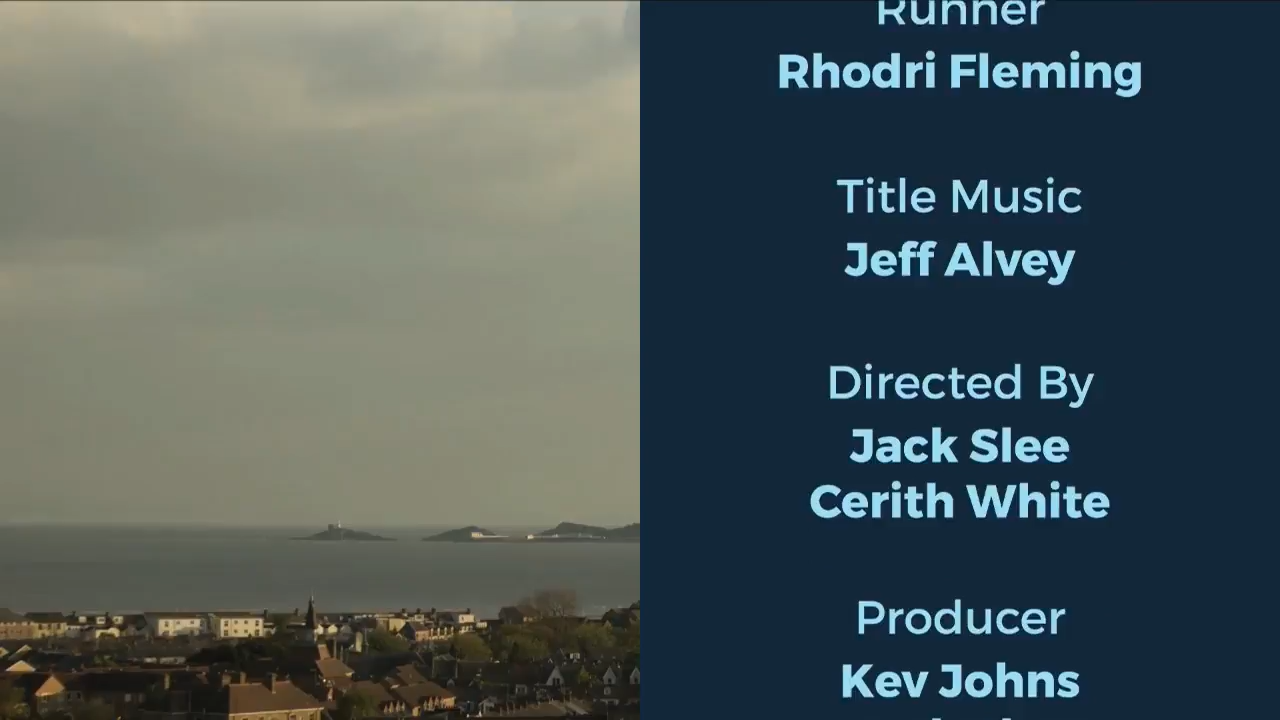 Runner
Rhodri Fleming
Title Music
Jeff Alvey
Directed By
Jack Slee
Cerith White
Producer
Kev Johns